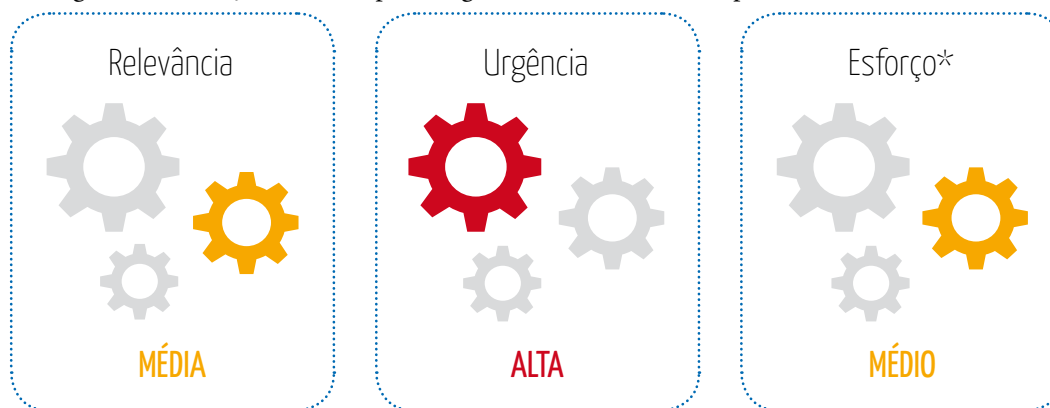 Relevância
Urgência
Esforço*
MÉDIA
ALTA
MÉDIO